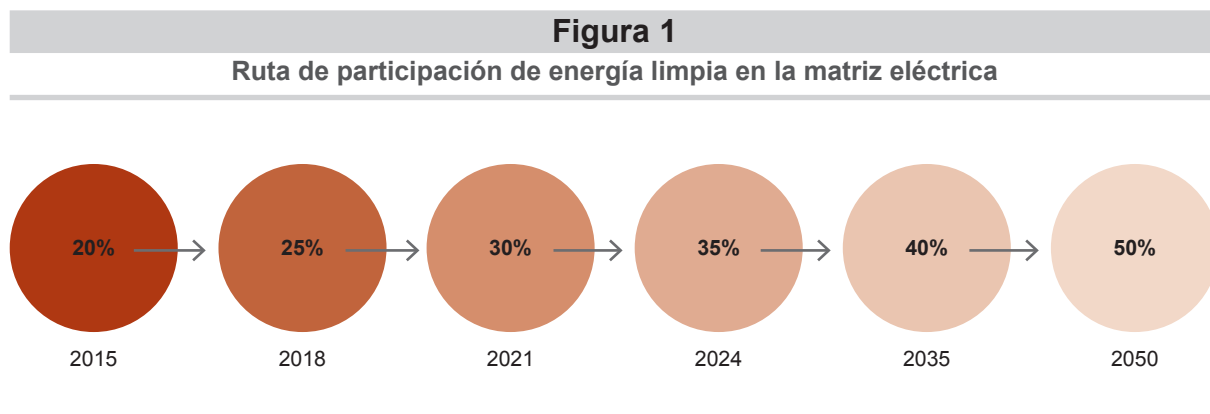 Figura 1
Ruta de participación de energía limpia en la matriz eléctrica
20% 25% 30% 35% 40% 50%
2015 2018 2021 2024 2035 2050